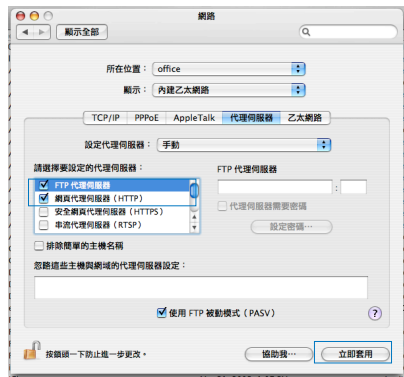 網路
顯示全部
所在位置： office
顯示： 內建乙太網路
TCP/IP PPPoE AppleTalk 代理伺服器 乙太網路
設定代理伺服器： 手動
請選擇要設定的代理伺服器：
FTP 代理伺服器
FTP 代理伺服器
網頁代理伺服器（HTTP）
安全網頁代理伺服器（HTTPS）
串流代理伺服器（RTSP）
:
代理伺服器需要密碼
設定密碼⋯
排除簡單的主機名稱
忽略這些主機與網域的代理伺服器設定：
使用 FTP 被動模式（PASV）
?
按鎖頭一下防止進一步更改。
協助我⋯
立即套用